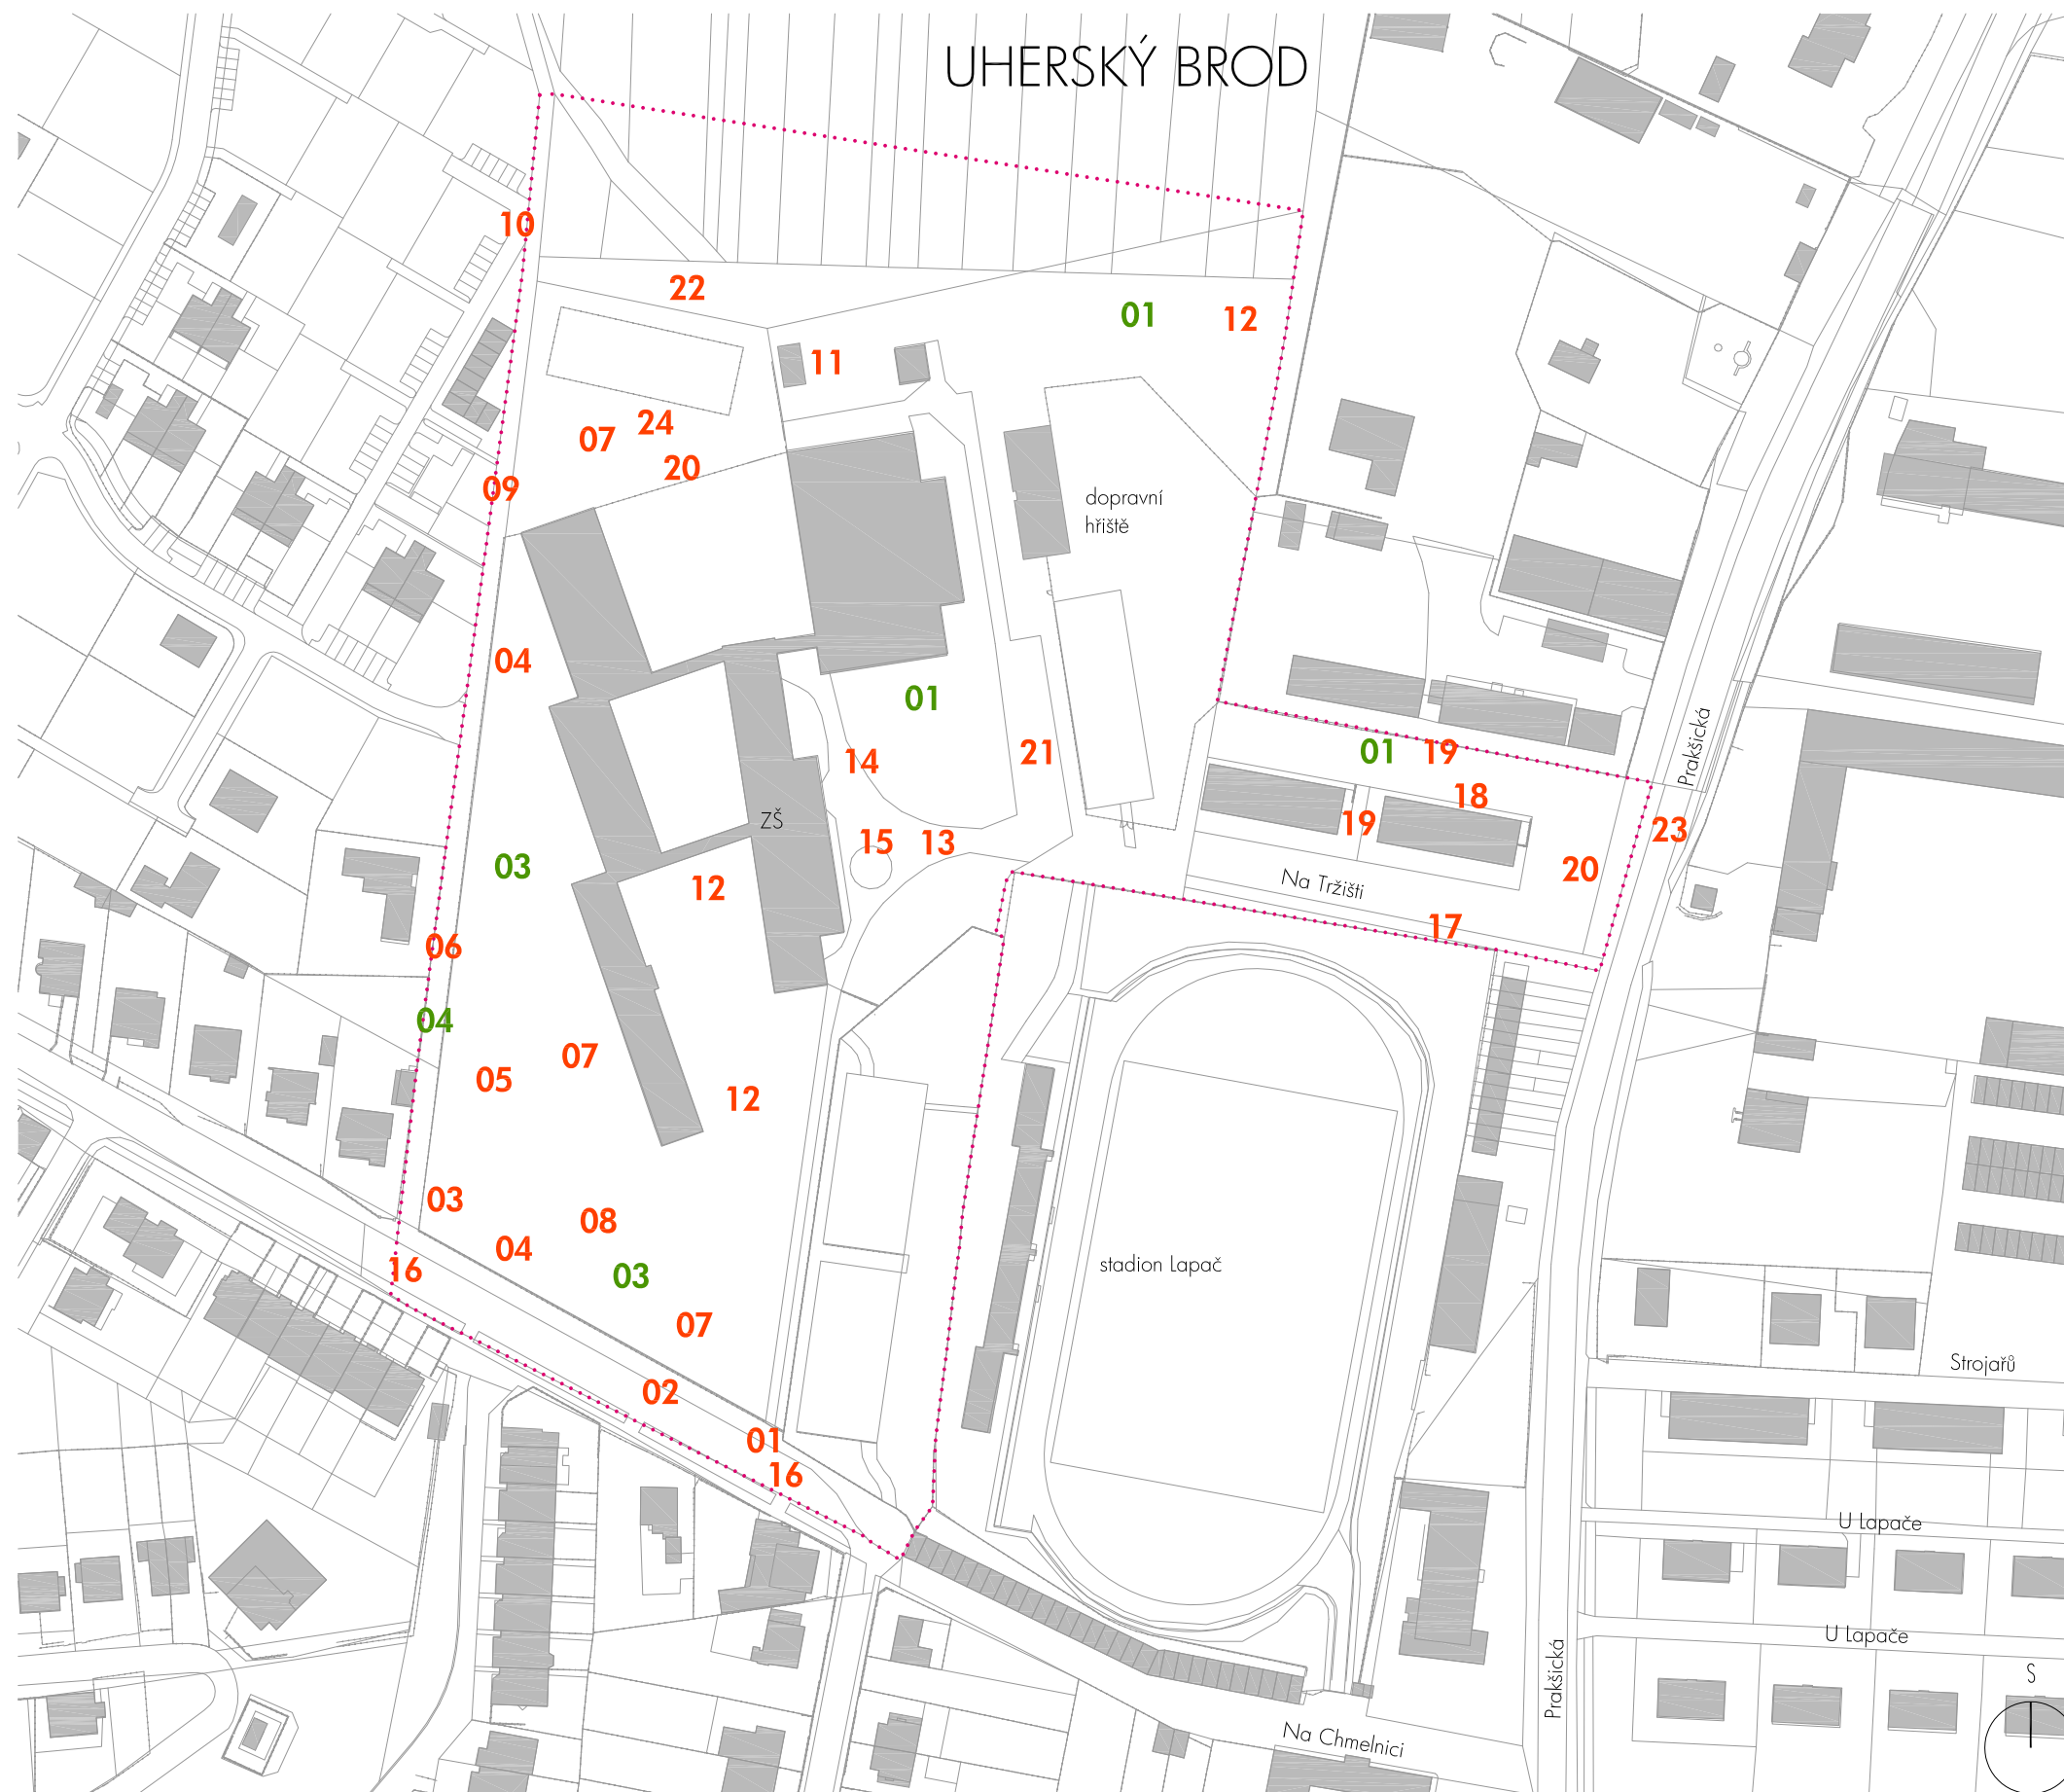 UHERSKÝ BROD
10
22
01
12
11
24
07
20
09
dopravní
hřiště
04
01
14
21
01
19
18
19
Prakšická
23
ZŠ
15
13
03
12
20
Na Tržišti
17
06
04
07
05
12
03
08
04
03
16
07
stadion Lapač
02
01
16
Strojařů
U Lapače
U Lapače
Prakšická
S
Na Chmelnici